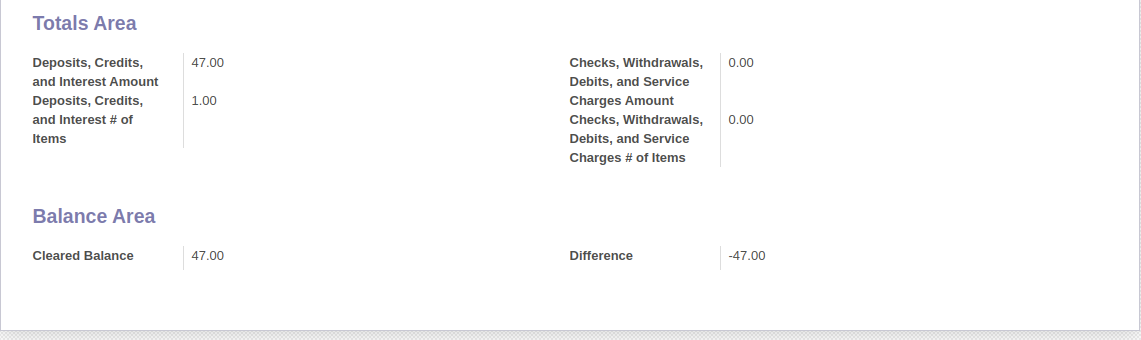 Totals Area
Deposits, Credits, 47.00
and Interest Amount
Deposits, Credits, 1.00
and Interest # of
Items
Checks, Withdrawals, 0.00
Debits, and Service
Charges Amount
Checks, Withdrawals, 0.00
Debits, and Service
Charges # of Items
Balance Area
Cleared Balance 47.00
Difference -47.00